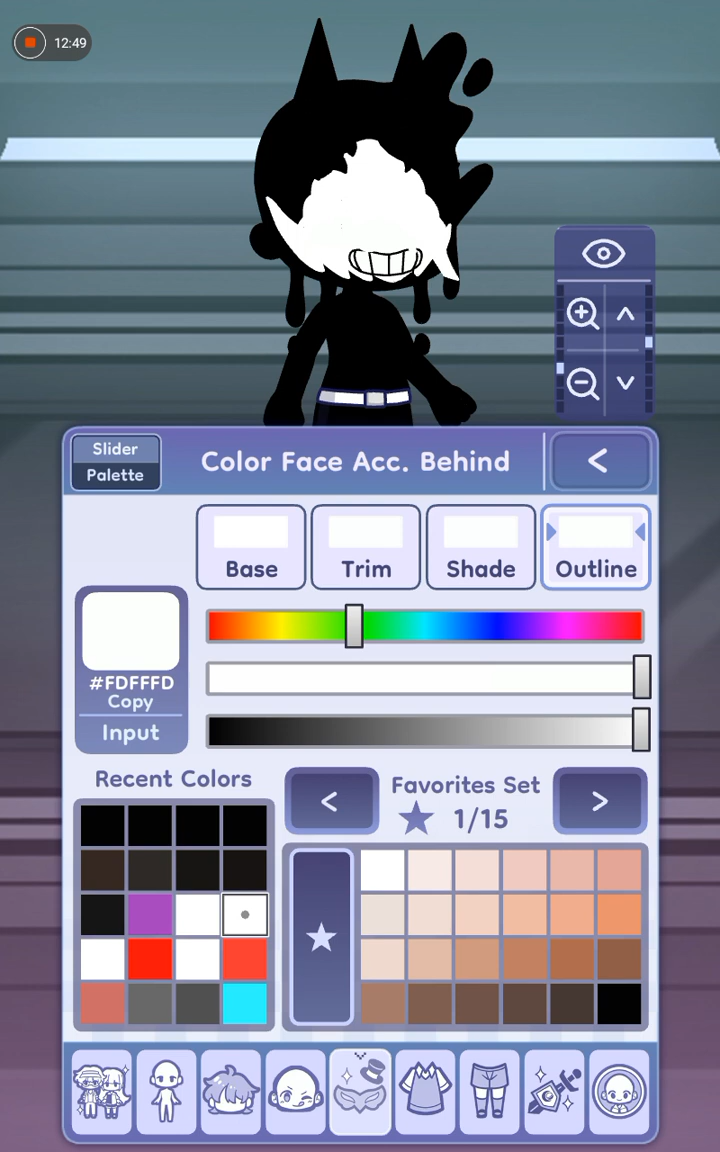 12:49
Slider
Palette
Color Face Acc. Behind
<
Base
Trim
Shade
Outline
#FDFFFD
Copy
Input
Recent Colors
<
Favorites Set
1/15
>